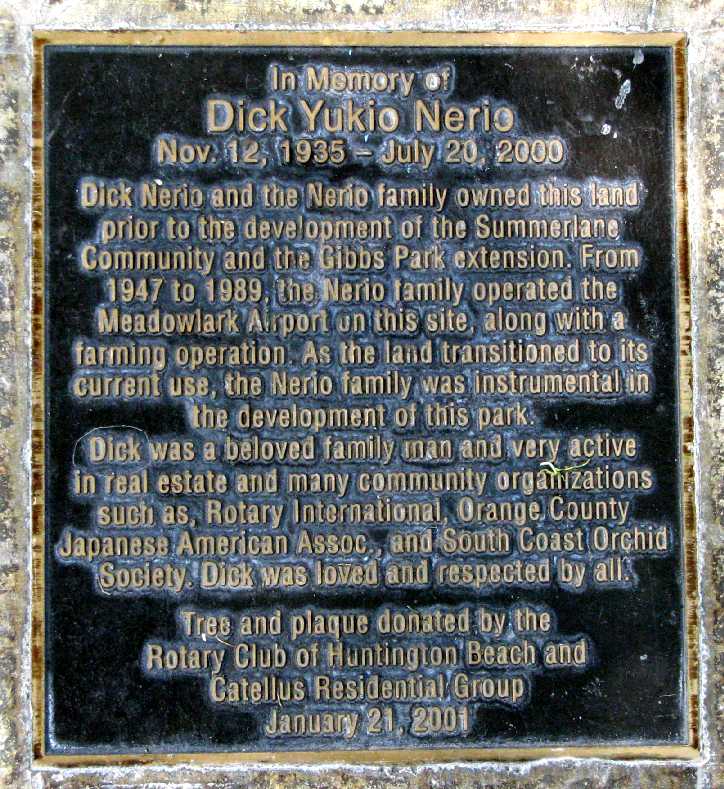 In Memory of
Dick Yukio Nerio
Nov. 12, 1935 - July 20, 2000
Dick Nerio and the Nerio family owned this land
prior to the development of the Summerlane
Community and the Gibbs Park extension. From
1947 to 1989, the Nerio family operated the
Meadowlark Airport on this site, along with a
farming operation. As the land transitioned to its
current use, the Nerio family was instrumental in
the development of this park.
Dick was a beloved family man and very active
in real estate and many community organizations
such as, Rotary International, Orange County
Japanese American Assoc., and South Coast Orchid
Society. Dick was loved and respected by all.
Tree and plaque donated by the
Rotary Club of Huntington Beach and
Catellus Residential Group
January 21, 2001